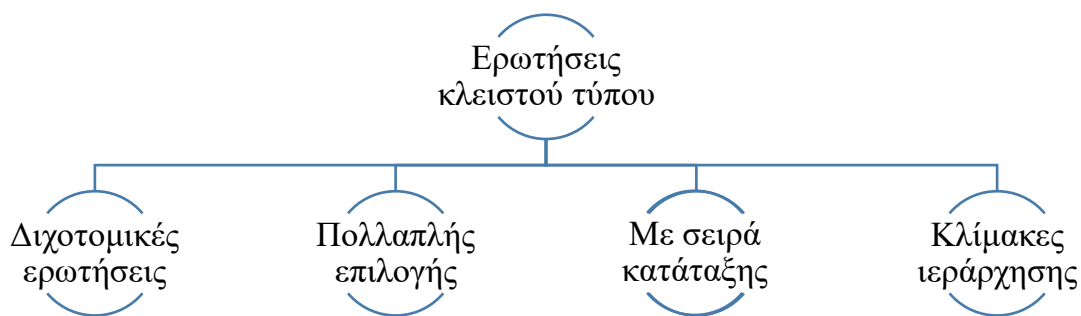 Ερωτήσεις
κλειστού τύπου
Διχοτομικές
ερωτήσεις
Πολλαπλής
επιλογής
Με σειρά
κατάταξης
Κλίμακες
ιεράρχησης